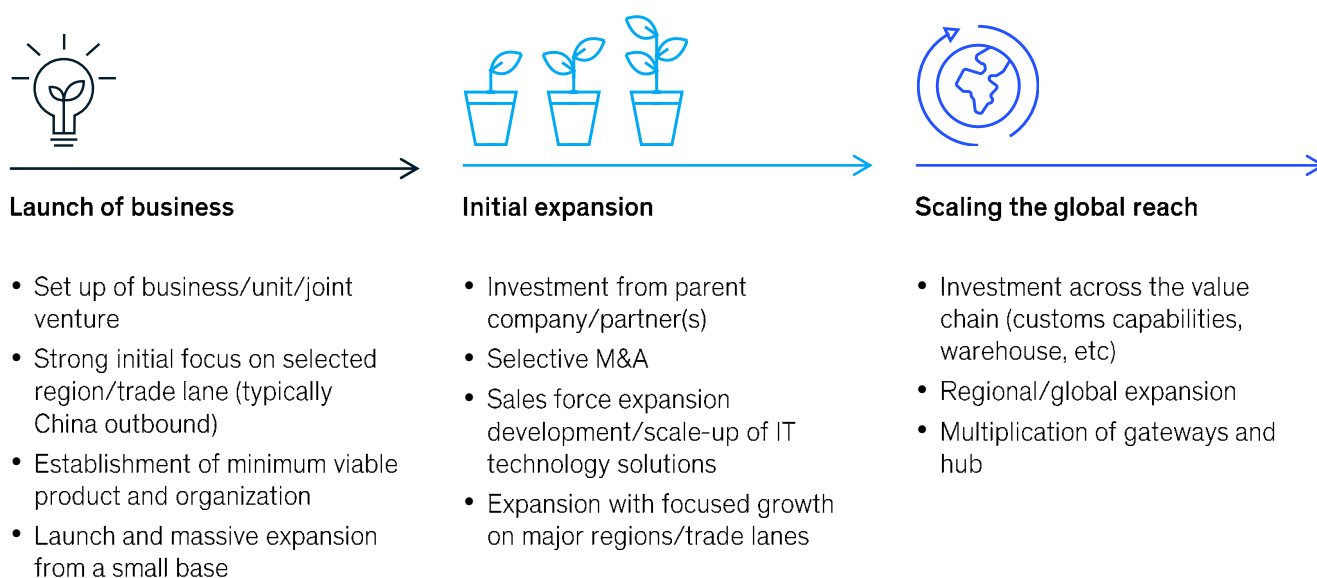 Launch of business
• Set up of business/unit/joint
venture
• Strong initial focus on selected
region/trade lane (typically
China outbound)
• Establishment of minimum viable
product and organization
• Launch and massive expansion
from a small base
Initial expansion
• Investment from parent
company/partner(s)
• Selective M&A
• Sales force expansion
development/scale-up of IT
technology solutions
• Expansion with focused growth
on major regions/trade lanes
Scaling the global reach
• Investment across the value
chain (customs capabilities,
warehouse, etc)
• Regional/global expansion
• Multiplication of gateways and
hub